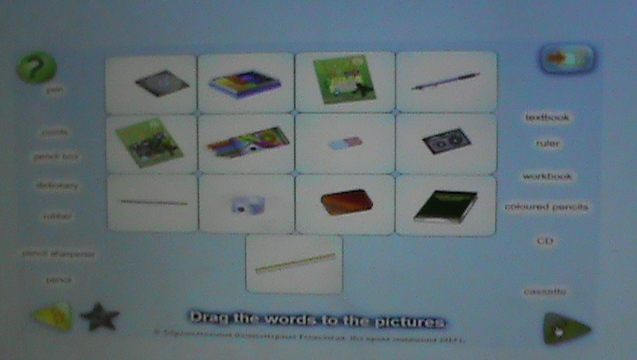 ?
pen
paints
pencil box
dictionary
rubber
pencil sharpener
pencil
textbook
ruler
workbook
coloured pencils
CD
cassette
Drag the words to the pictures